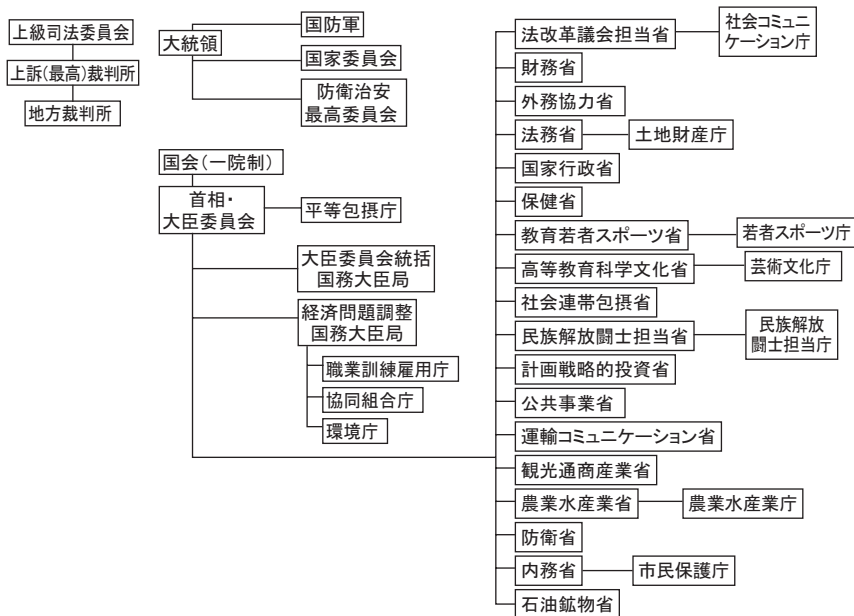 上級司法委員会
上訴(最高)裁判所
地方裁判所
大統領
国防軍
国家委員会
防衛治安
最高委員会
国会(一院制)
首相・
大臣委員会
平等包摂庁
大臣委員会統括
国務大臣局
経済問題調整
国務大臣局
職業訓練雇用庁
協同組合庁
環境庁
法改革議会担当省
社会コミュニ
ケーション庁
財務省
外務協力省
法務省
土地財産庁
国家行政省
保健省
教育若者スポーツ省
若者スポーツ庁
高等教育科学文化省
芸術文化庁
社会連帯包摂省
民族解放闘士担当省
民族解放
闘士担当庁
計画戦略的投資省
公共事業省
運輸コミュニケーション省
観光通商産業省
農業水産業省
農業水産業庁
防衛省
内務省
市民保護庁
石油鉱物省